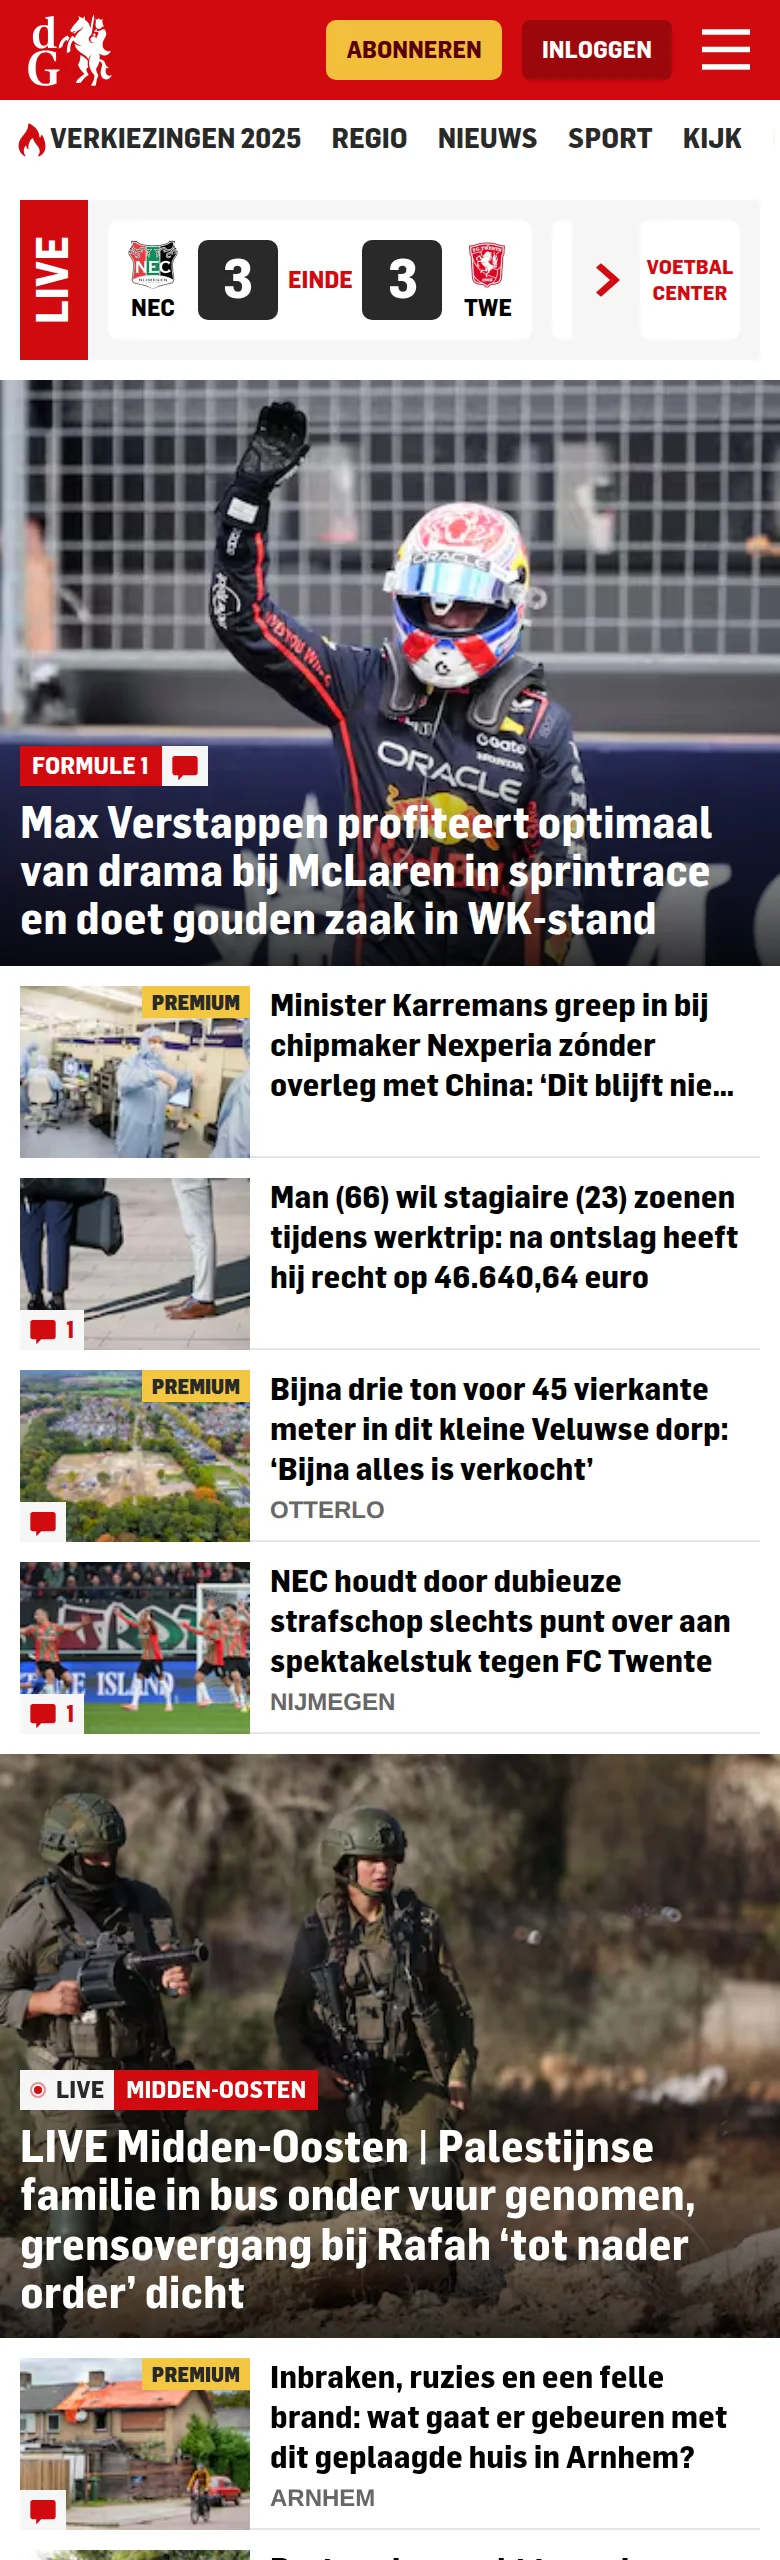 dG
ABONNEREN
INLOGGEN
VERKIEZINGEN 2025
REGIO
NIEUWS
SPORT
KIJK
LIVE
NEC
NIJMEGEN
NEC
3
EINDE
3
TWE
VOETBAL
CENTER
ORACLE
ORACLE
FORMULE 1
Max Verstappen profiteert optimaal
van drama bij McLaren in sprintrace
en doet gouden zaak in WK-stand
PREMIUM
Minister Karremans greep in bij
chipmaker Nexperia zónder
overleg met China: ‘Dit blijft nie...
Man (66) wil stagiaire (23) zoenen
tijdens werktrip: na ontslag heeft
hij recht op 46.640,64 euro
1
PREMIUM
Bijna drie ton voor 45 vierkante
meter in dit kleine Veluwse dorp:
‘Bijna alles is verkocht’
OTTERLO
NEC houdt door dubieuze
strafschop slechts punt over aan
spektakelstuk tegen FC Twente
NIJMEGEN
ISLAND
1
LIVE
MIDDEN-OOSTEN
LIVE Midden-Oosten | Palestijnse
familie in bus onder vuur genomen,
grensovergang bij Rafah ‘tot nader
order’ dicht
PREMIUM
Inbraken, ruzies en een felle
brand: wat gaat er gebeuren met
dit geplaagde huis in Arnhem?
ARNHEM